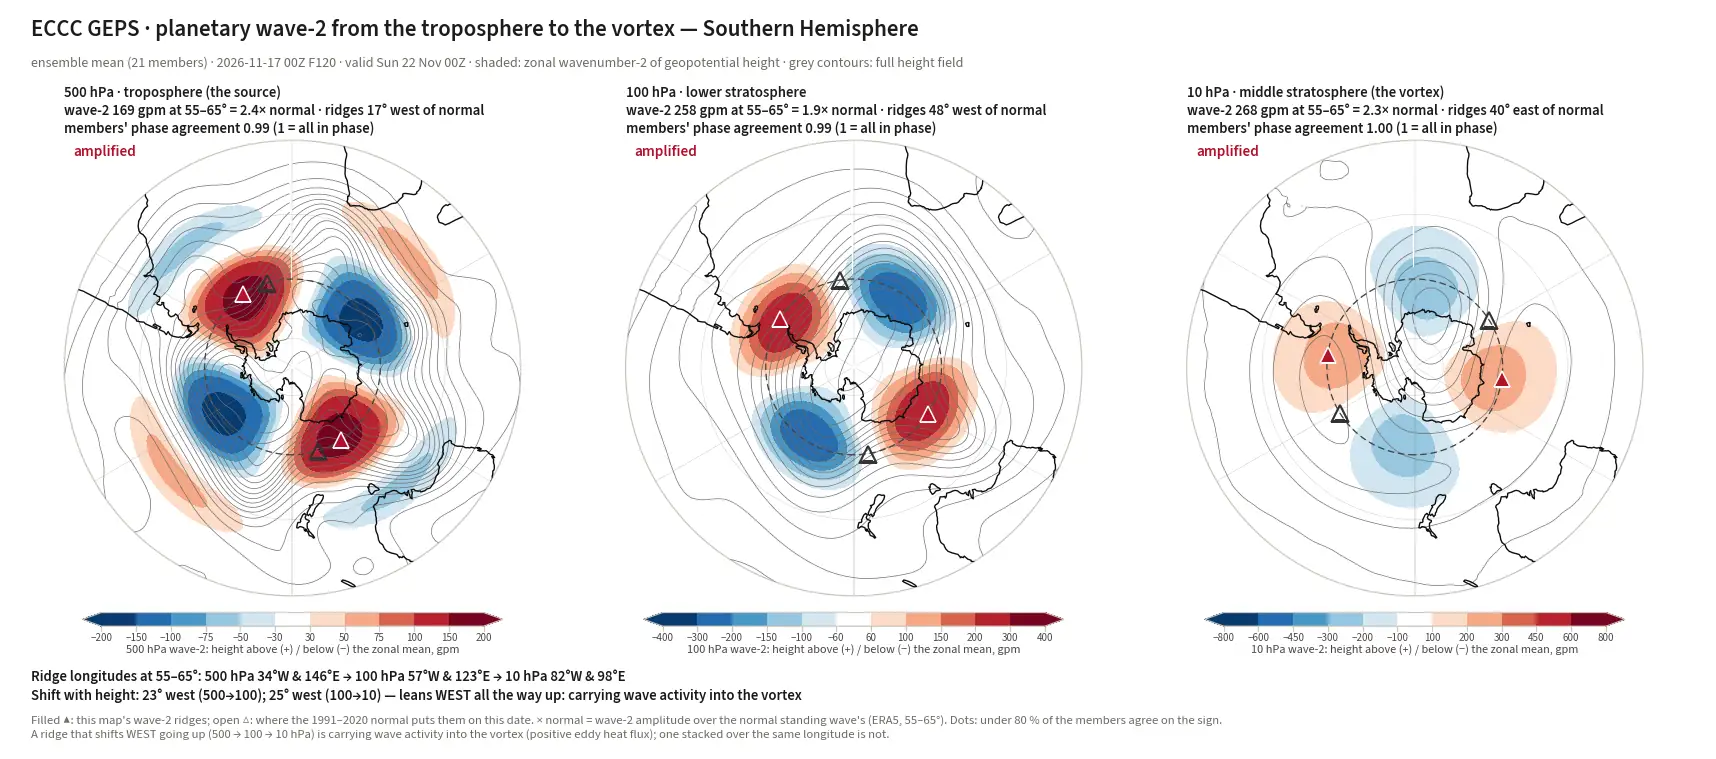 ECCC GEPS · planetary wave-2 from the troposphere to the vortex — Southern Hemisphere
ensemble mean (21 members) · 2026-11-17 00Z F120 · valid Sun 22 Nov 00Z · shaded: zonal wavenumber-2 of geopotential height · grey contours: full height field
500 hPa · troposphere (the source)
wave-2 169 gpm at 55–65° = 2.4× normal · ridges 17° west of normal
members' phase agreement 0.99 (1 = all in phase)
amplified
100 hPa · lower stratosphere
wave-2 258 gpm at 55–65° = 1.9× normal · ridges 48° west of normal
members' phase agreement 0.99 (1 = all in phase)
amplified
10 hPa · middle stratosphere (the vortex)
wave-2 268 gpm at 55–65° = 2.3× normal · ridges 40° east of normal
members' phase agreement 1.00 (1 = all in phase)
amplified
−200 −150 −100 −75 −50 −30 30 50 75 100 150 200
500 hPa wave-2: height above (+) / below (−) the zonal mean, gpm
−400 −300 −200 −150 −100 −60 60 100 150 200 300 400
100 hPa wave-2: height above (+) / below (−) the zonal mean, gpm
−800 −600 −450 −300 −200 −100 100 200 300 450 600 800
10 hPa wave-2: height above (+) / below (−) the zonal mean, gpm
Ridge longitudes at 55–65°: 500 hPa 34°W & 146°E → 100 hPa 57°W & 123°E → 10 hPa 82°W & 98°E
Shift with height: 23° west (500→100); 25° west (100→10) — leans WEST all the way up: carrying wave activity into the vortex
Filled ▲: this map's wave-2 ridges; open △: where the 1991–2020 normal puts them on this date. × normal = wave-2 amplitude over the normal standing wave's (ERA5, 55–65°). Dots: under 80 % of the members agree on the sign.
A ridge that shifts WEST going up (500 → 100 → 10 hPa) is carrying wave activity into the vortex (positive eddy heat flux); one stacked over the same longitude is not.